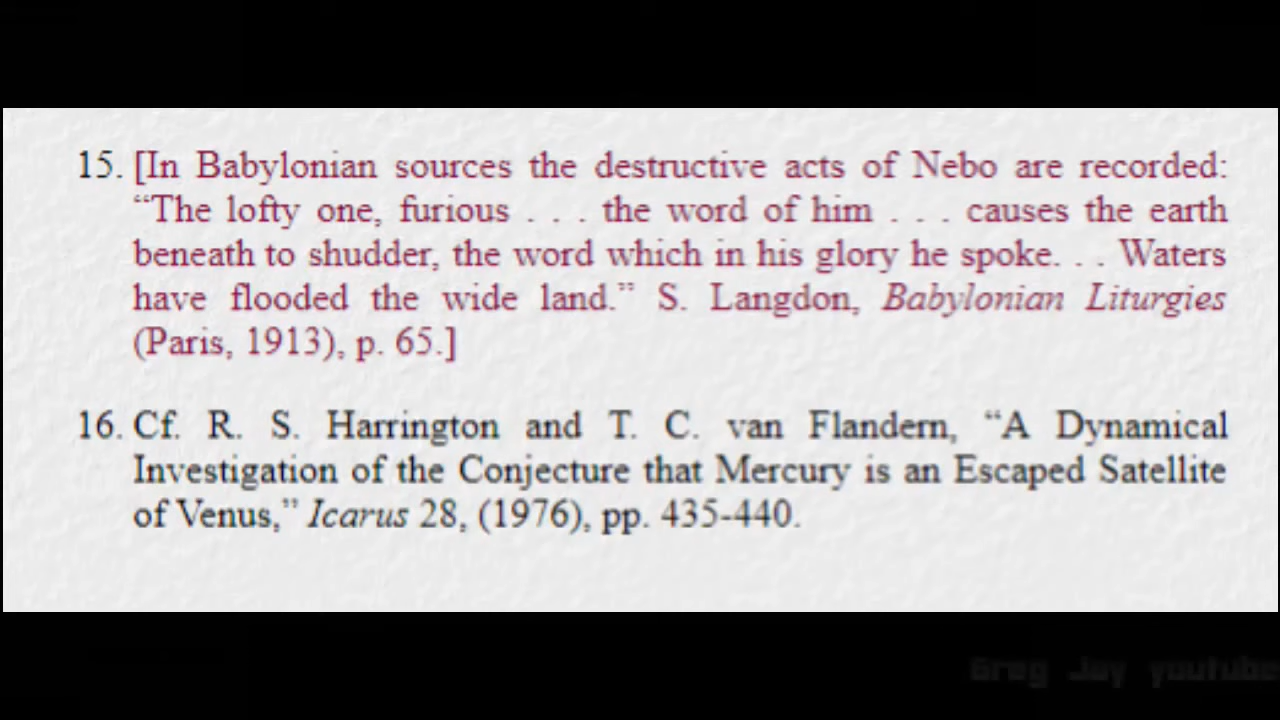 15. [In Babylonian sources the destructive acts of Nebo are recorded:
“The lofty one, furious . . . the word of him . . . causes the earth
beneath to shudder, the word which in his glory he spoke. . . Waters
have flooded the wide land.” S. Langdon, Babylonian Liturgies
(Paris, 1913), p. 65.]
16. Cf. R. S. Harrington and T. C. van Flandern, “A Dynamical
Investigation of the Conjecture that Mercury is an Escaped Satellite
of Venus,” Icarus 28, (1976), pp. 435-440.
Greg Jay youtube